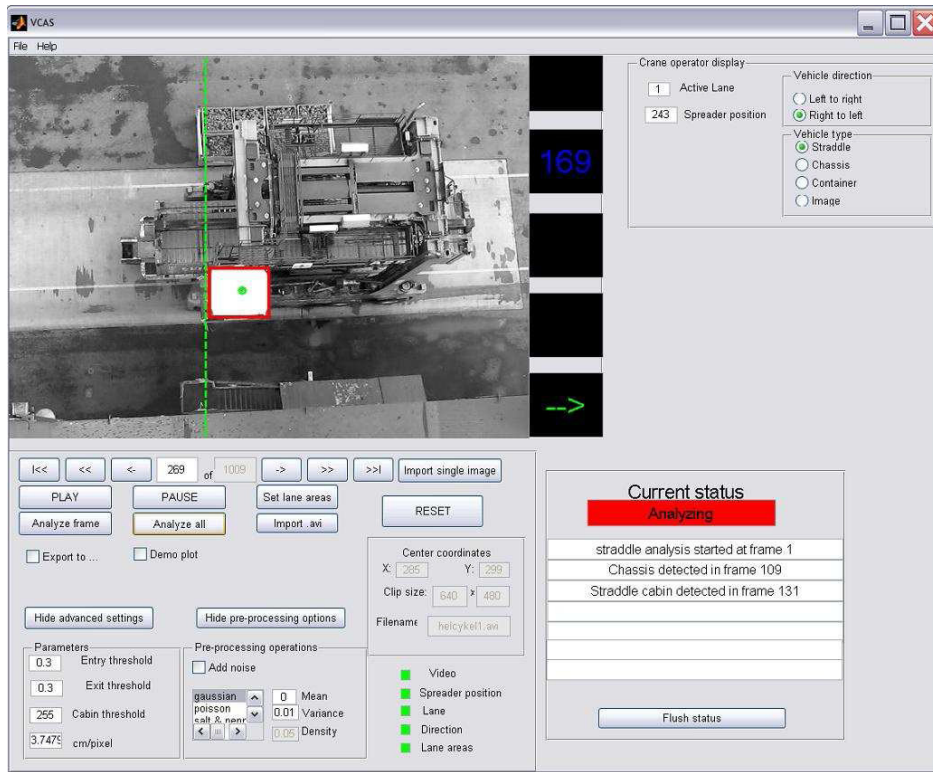 VCAS
File Help
Crane operator display
1 Active Lane
243 Spreader position
Vehicle direction
Left to right
Right to left
Vehicle type
Straddle
Chassis
Container
Image
169
-->
I<< << <- 269 of 1009 -> >> >>I Import single image
PLAY PAUSE Set lane areas RESET
Analyze frame Analyze all Import .avi
Export to ... Demo plot
Center coordinates
X: 285 Y: 299
Clip size: 640 x 480
Filename helcykel1.avi
Hide advanced settings Hide pre-processing options
Parameters
0.3 Entry threshold
0.3 Exit threshold
255 Cabin threshold
3.7475 cm/pixel
Pre-processing operations
Add noise
gaussian
poisson
salt & pepr
0 Mean
0.01 Variance
0.05 Density
Video
Spreader position
Lane
Direction
Lane areas
Current status
Analyzing
straddle analysis started at frame 1
Chassis detected in frame 109
Straddle cabin detected in frame 131
Flush status